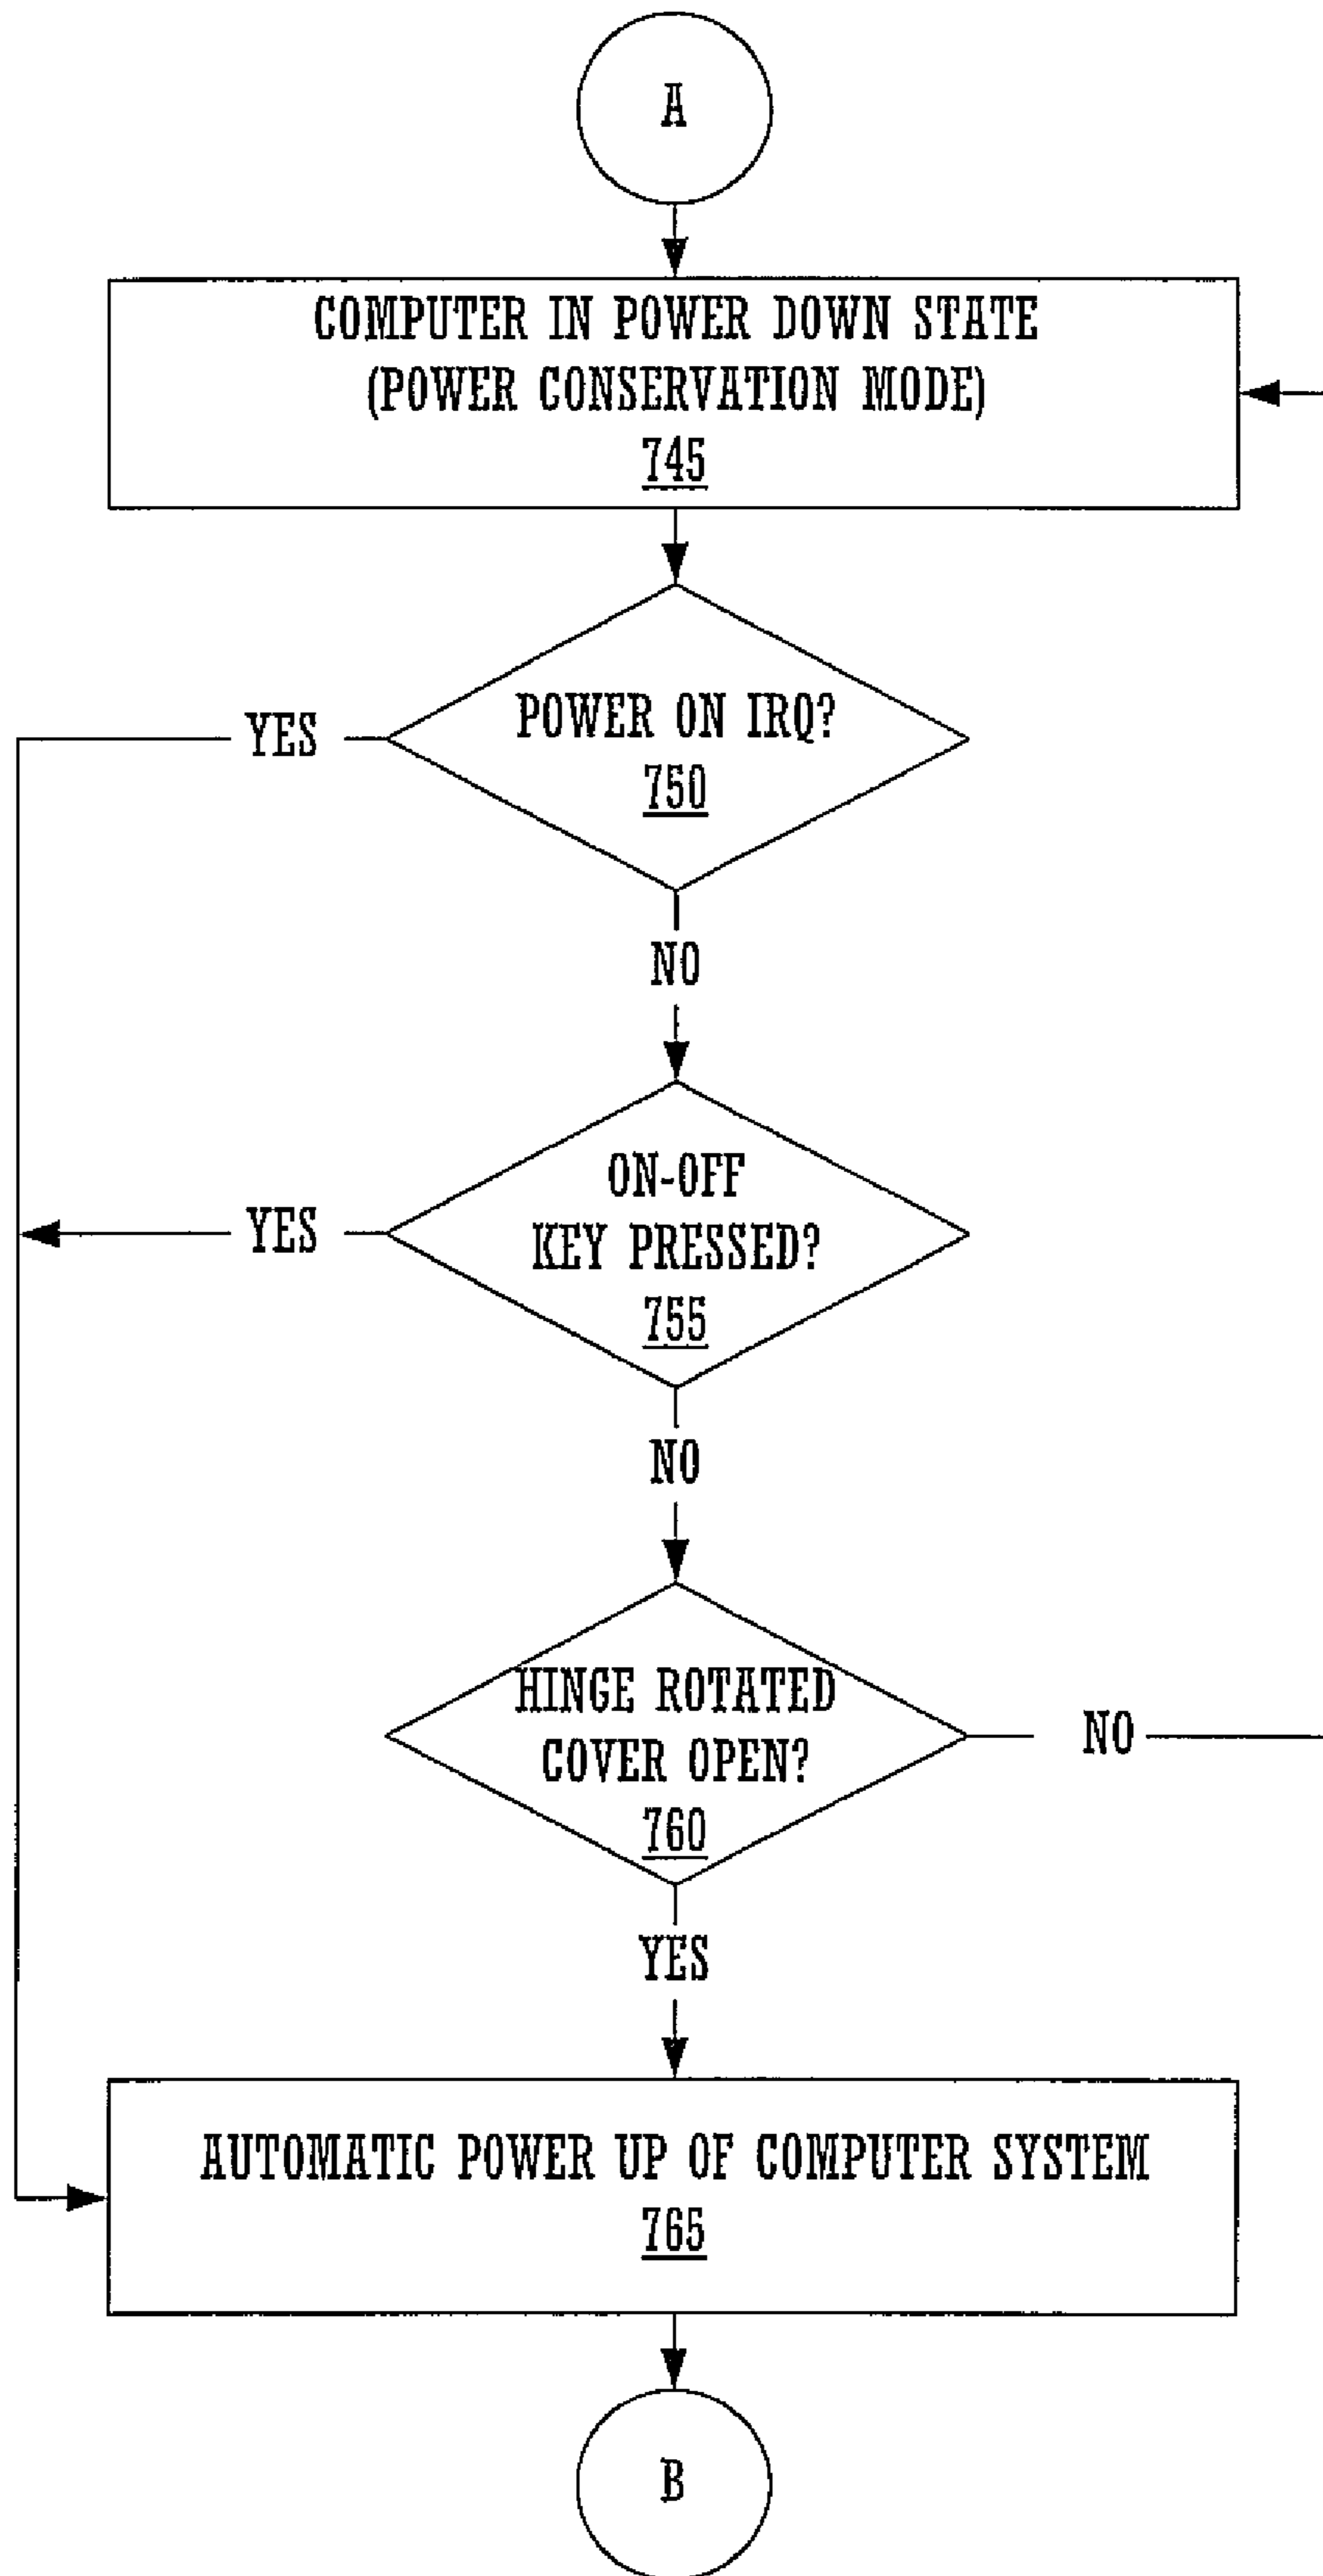 A
COMPUTER IN POWER DOWN STATE
(POWER CONSERVATION MODE)
745
POWER ON IRQ?
750
YES
NO
ON-OFF
KEY PRESSED?
755
YES
NO
HINGE ROTATED
COVER OPEN?
760
NO
YES
AUTOMATIC POWER UP OF COMPUTER SYSTEM
765
B